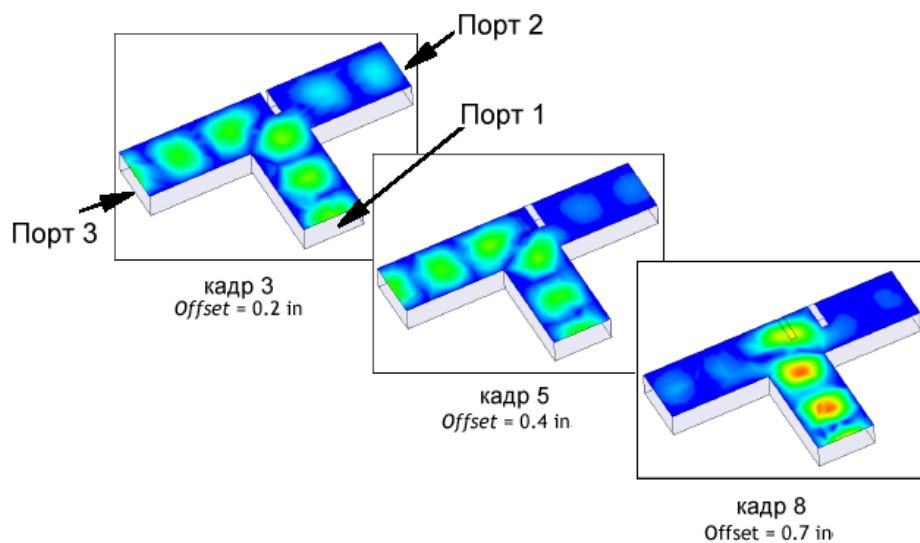 Порт 2
Порт 1
Порт 3
кадр 3
Offset = 0.2 in
кадр 5
Offset = 0.4 in
кадр 8
Offset = 0.7 in